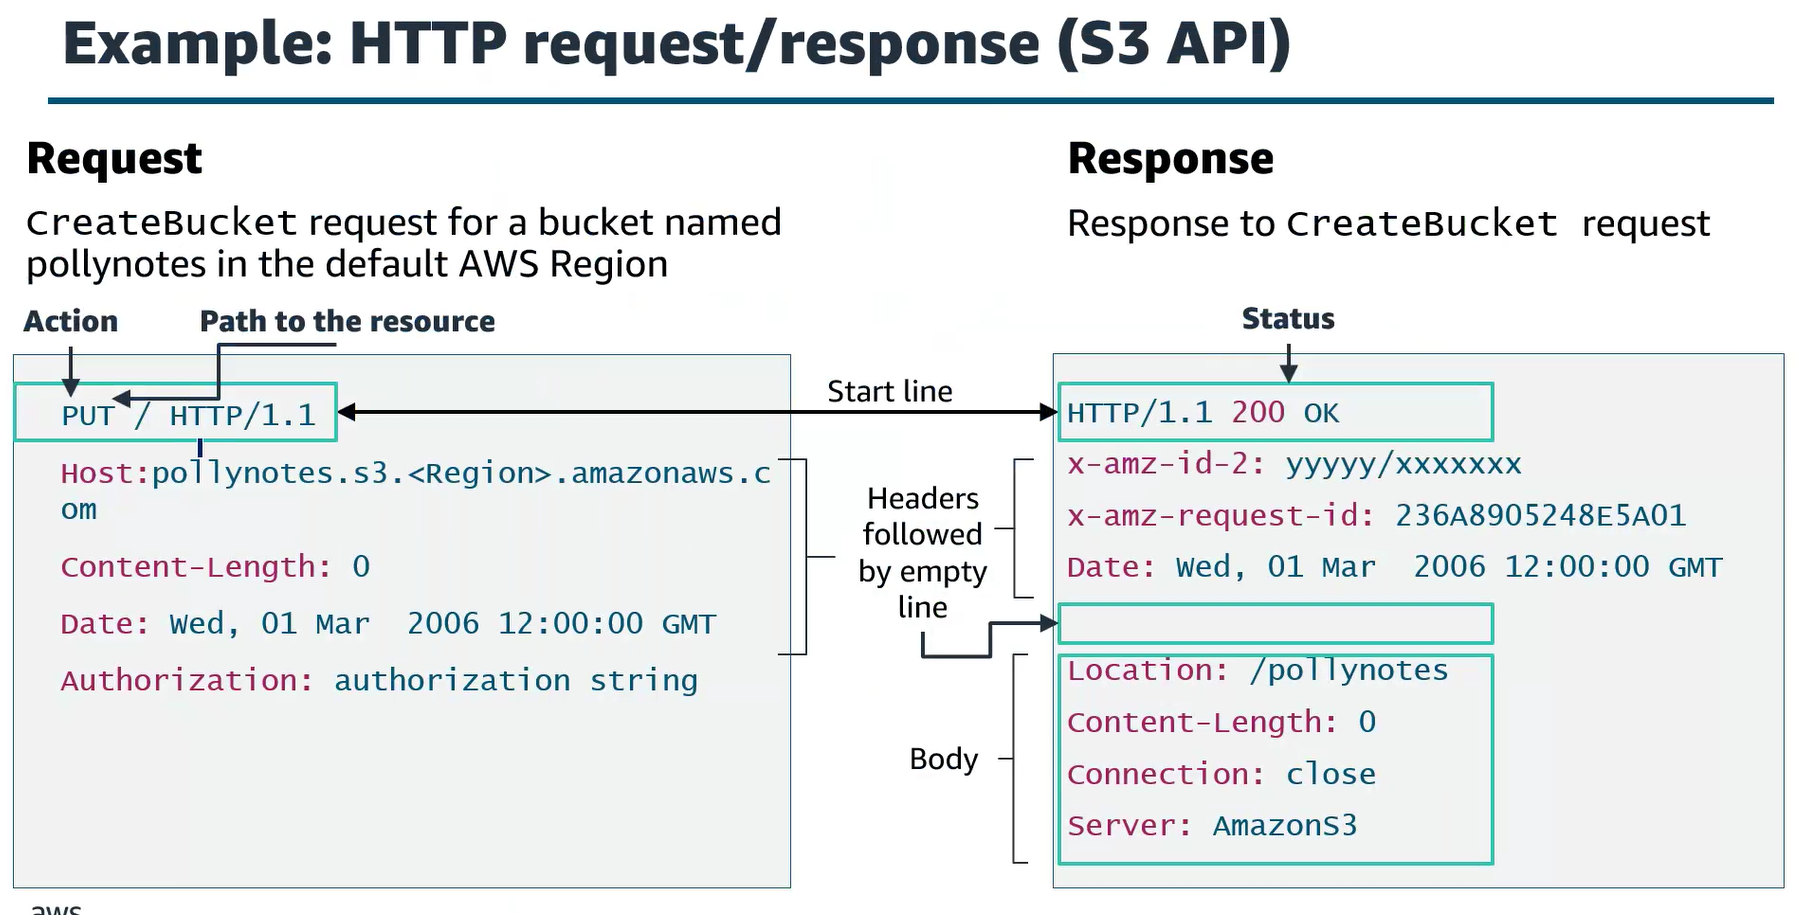 Example: HTTP request/response (S3 API)
Request
CreateBucket request for a bucket named
pollynotes in the default AWS Region
Action
Path to the resource
PUT / HTTP/1.1
Host:pollynotes.s3.<Region>.amazonaws.c
om
Content-Length: 0
Date: Wed, 01 Mar  2006 12:00:00 GMT
Authorization: authorization string
Start line
Headers
followed
by empty
line
Body
Response
Response to CreateBucket request
Status
HTTP/1.1 200 OK
x-amz-id-2: yyyyy/xxxxxxx
x-amz-request-id: 236A8905248E5A01
Date: Wed, 01 Mar  2006 12:00:00 GMT
Location: /pollynotes
Content-Length: 0
Connection: close
Server: AmazonS3
aws